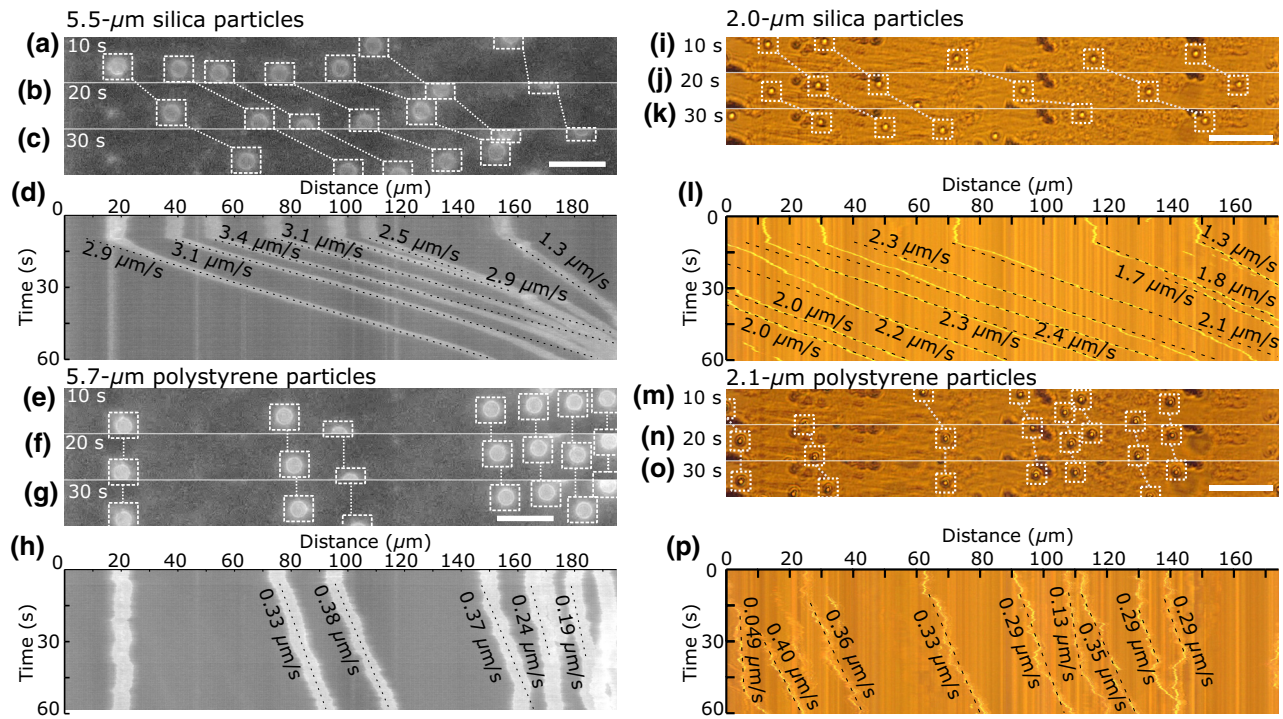 5.5-µm silica particles
(a) 10 s
(b) 20 s
(c) 30 s
Distance (µm)
(d)
0 20 40 60 80 100 120 140 160 180
Time (s)
0
30
60
2.9 µm/s
3.1 µm/s
3.4 µm/s
3.1 µm/s
2.5 µm/s
2.9 µm/s
1.3 µm/s
5.7-µm polystyrene particles
(e) 10 s
(f) 20 s
(g) 30 s
Distance (µm)
(h)
20 40 60 80 100 120 140 160 180
Time (s)
0
30
60
0.33 µm/s
0.38 µm/s
0.37 µm/s
0.24 µm/s
0.19 µm/s
2.0-µm silica particles
(i) 10 s
(j) 20 s
(k) 30 s
Distance (µm)
(l)
0 20 40 60 80 100 120 140 160
Time (s)
0
30
60
2.0 µm/s
2.0 µm/s
2.2 µm/s
2.3 µm/s
2.3 µm/s
2.4 µm/s
1.7 µm/s
1.8 µm/s
1.3 µm/s
2.1 µm/s
2.1-µm polystyrene particles
(m) 10 s
(n) 20 s
(o) 30 s
Distance (µm)
(p)
0 20 40 60 80 100 120 140 160
Time (s)
0
30
60
0.049 µm/s
0.40 µm/s
0.36 µm/s
0.33 µm/s
0.29 µm/s
0.13 µm/s
0.35 µm/s
0.29 µm/s
0.29 µm/s